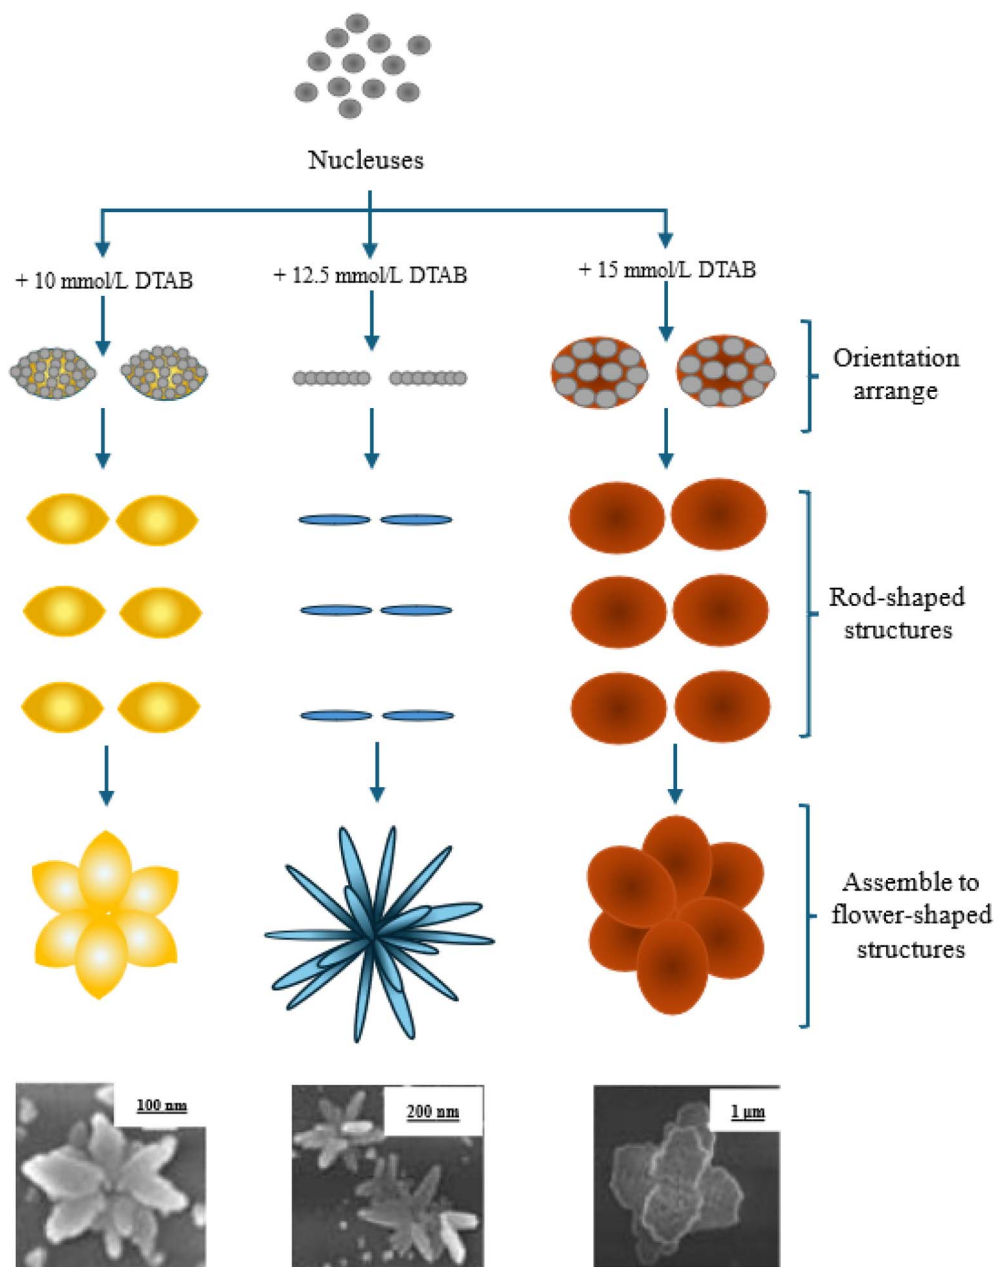 Nucleuses
+ 10 mmol/L DTAB
+ 12.5 mmol/L DTAB
+ 15 mmol/L DTAB
Orientation
arrange
Rod-shaped
structures
Assemble to
flower-shaped
structures
100 nm
200 nm
1 µm